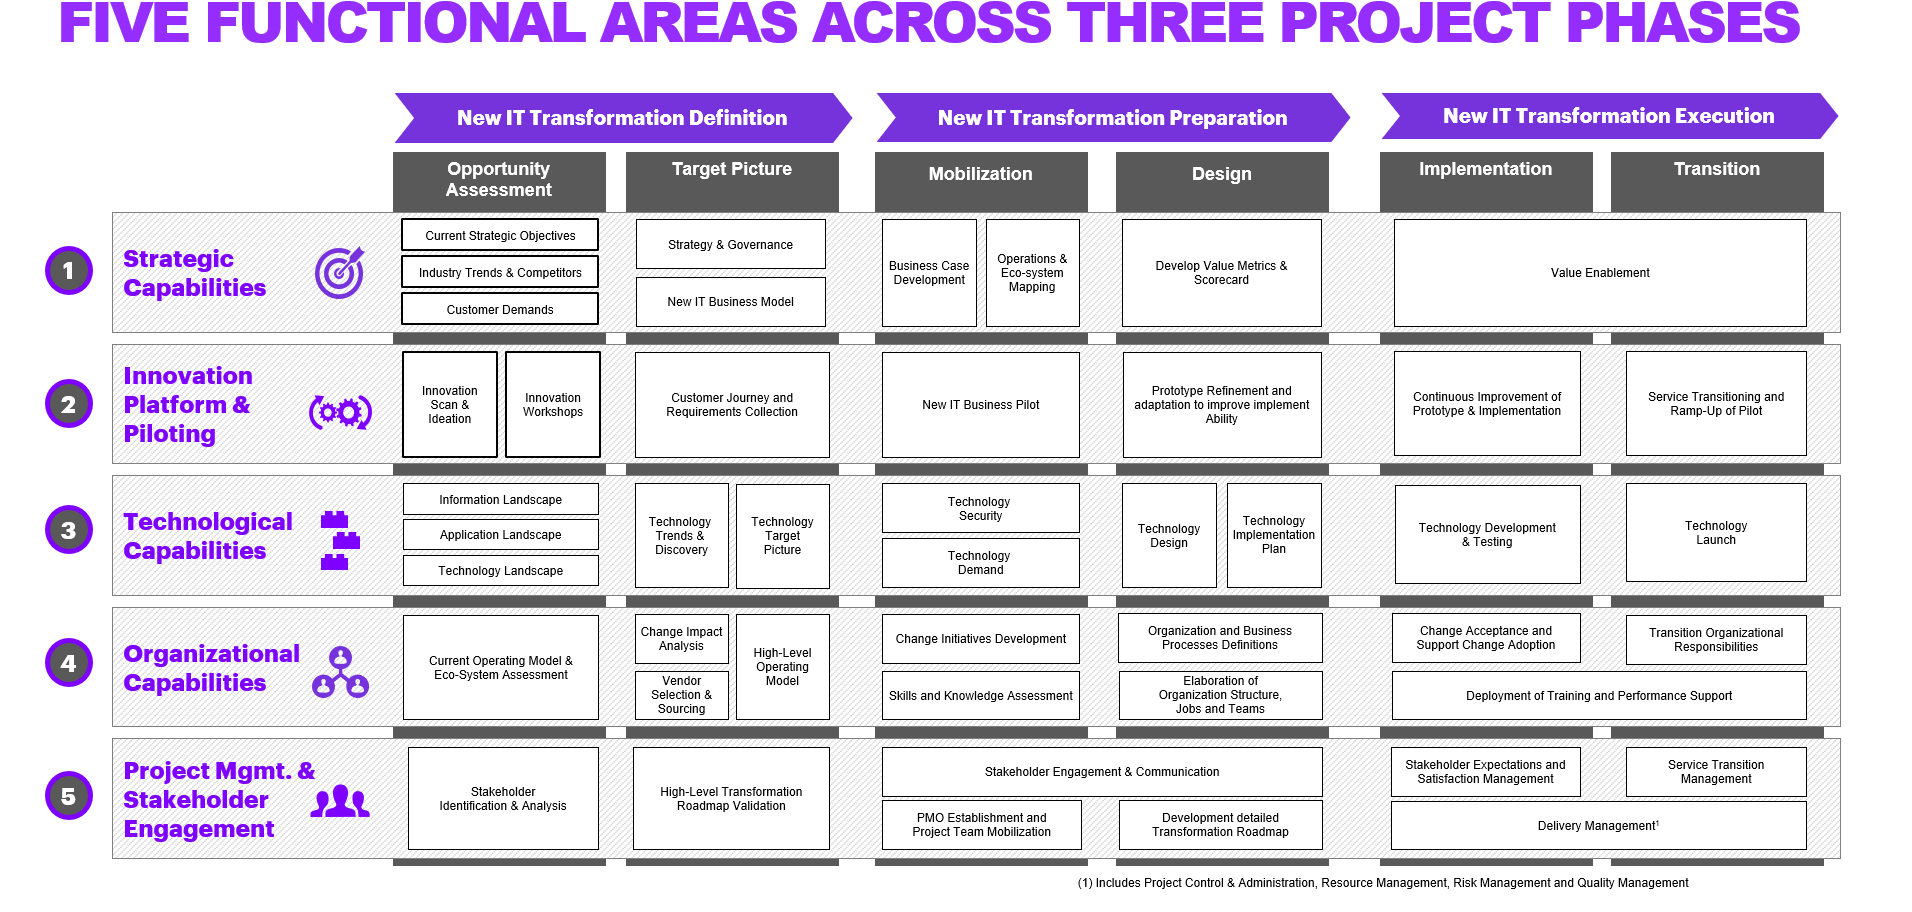 FIVE FUNCTIONAL AREAS ACROSS THREE PROJECT PHASES
New IT Transformation Definition
New IT Transformation Preparation
New IT Transformation Execution
Opportunity
Assessment
Target Picture
Mobilization
Design
Implementation
Transition
1
Strategic
Capabilities
Current Strategic Objectives
Industry Trends & Competitors
Customer Demands
Strategy & Governance
New IT Business Model
Business Case
Development
Operations &
Eco-system
Mapping
Develop Value Metrics &
Scorecard
Value Enablement
2
Innovation
Platform &
Piloting
Innovation
Scan &
Ideation
Innovation
Workshops
Customer Journey and
Requirements Collection
New IT Business Pilot
Prototype Refinement and
adaptation to improve implement
Ability
Continuous Improvement of
Prototype & Implementation
Service Transitioning and
Ramp-Up of Pilot
3
Technological
Capabilities
Information Landscape
Application Landscape
Technology Landscape
Technology
Trends &
Discovery
Technology
Target
Picture
Technology
Security
Technology
Demand
Technology
Design
Technology
Implementation
Plan
Technology Development
& Testing
Technology
Launch
4
Organizational
Capabilities
Current Operating Model &
Eco-System Assessment
Change Impact
Analysis
Vendor
Selection &
Sourcing
High-Level
Operating
Model
Change Initiatives Development
Skills and Knowledge Assessment
Organization and Business
Processes Definitions
Elaboration of
Organization Structure,
Jobs and Teams
Change Acceptance and
Support Change Adoption
Transition Organizational
Responsibilities
Deployment of Training and Performance Support
5
Project Mgmt. &
Stakeholder
Engagement
Stakeholder
Identification & Analysis
High-Level Transformation
Roadmap Validation
Stakeholder Engagement & Communication
PMO Establishment and
Project Team Mobilization
Development detailed
Transformation Roadmap
Stakeholder Expectations and
Satisfaction Management
Service Transition
Management
Delivery Management¹
(1) Includes Project Control & Administration, Resource Management, Risk Management and Quality Management